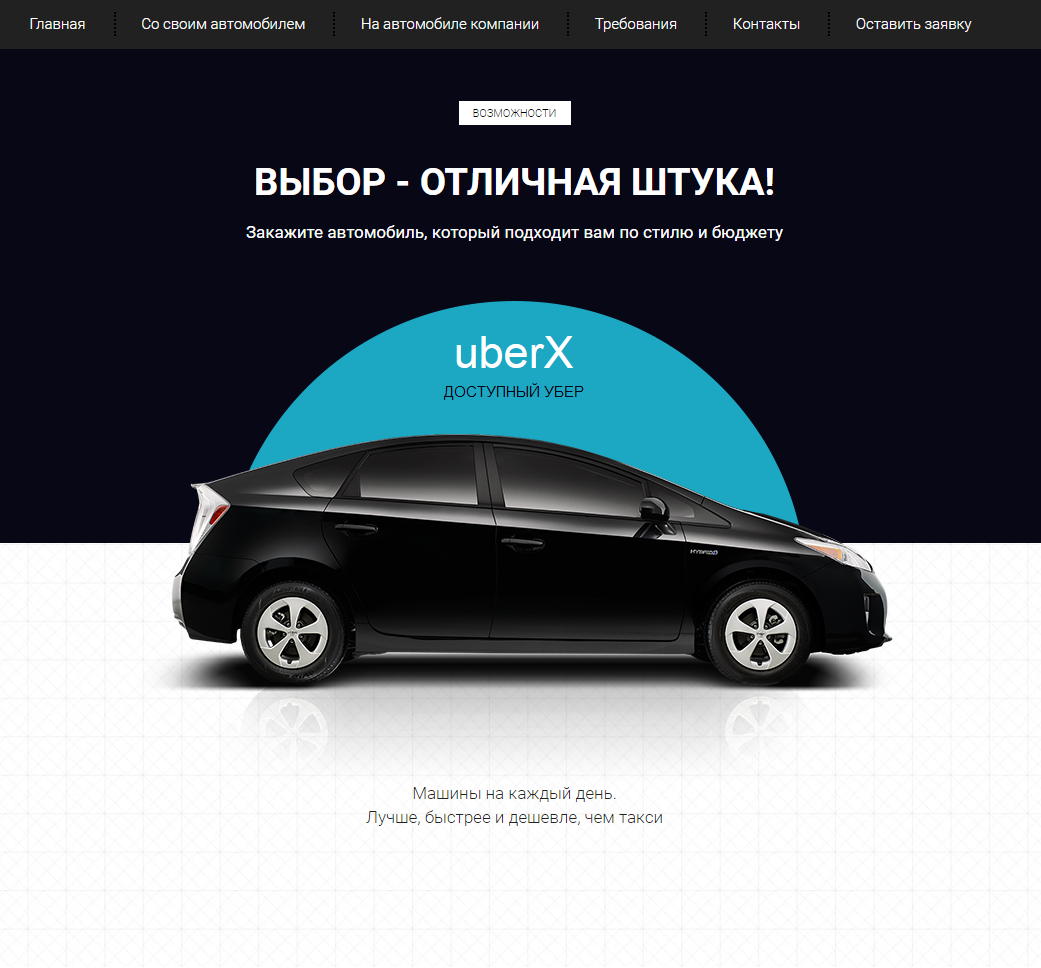 Главная
Со своим автомобилем
На автомобиле компании
Требования
Контакты
Оставить заявку
ВОЗМОЖНОСТИ
ВЫБОР - ОТЛИЧНАЯ ШТУКА!
Закажите автомобиль, который подходит вам по стилю и бюджету
uberX
ДОСТУПНЫЙ УБЕР
HYBRID
Машины на каждый день.
Лучше, быстрее и дешевле, чем такси